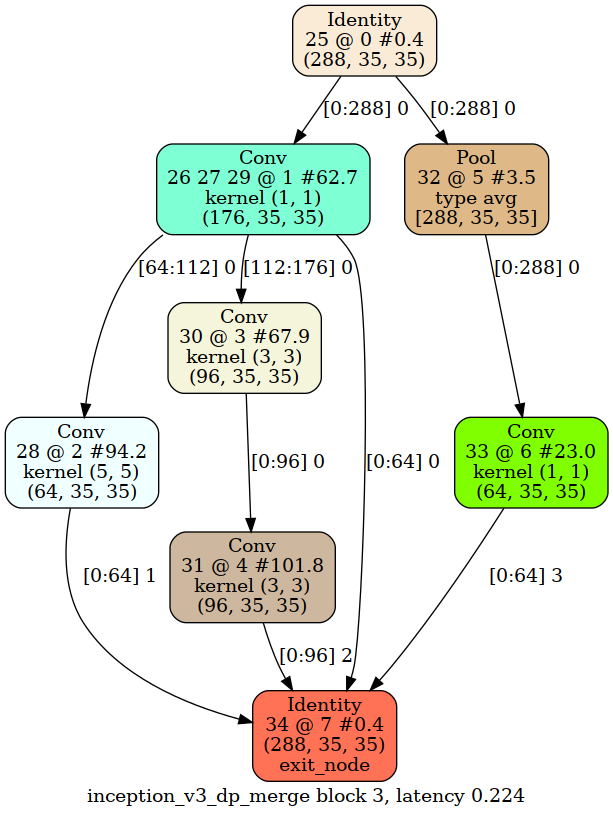 Identity
25 @ 0 #0.4
(288, 35, 35)
[0:288] 0
[0:288] 0
Conv
26 27 29 @ 1 #62.7
kernel (1, 1)
(176, 35, 35)
Pool
32 @ 5 #3.5
type avg
[288, 35, 35]
[64:112] 0
[112:176] 0
[0:288] 0
Conv
30 @ 3 #67.9
kernel (3, 3)
(96, 35, 35)
Conv
28 @ 2 #94.2
kernel (5, 5)
(64, 35, 35)
[0:96] 0
[0:64] 0
Conv
33 @ 6 #23.0
kernel (1, 1)
(64, 35, 35)
Conv
31 @ 4 #101.8
kernel (3, 3)
(96, 35, 35)
[0:64] 1
[0:64] 3
[0:96] 2
Identity
34 @ 7 #0.4
(288, 35, 35)
exit_node
inception_v3_dp_merge block 3, latency 0.224